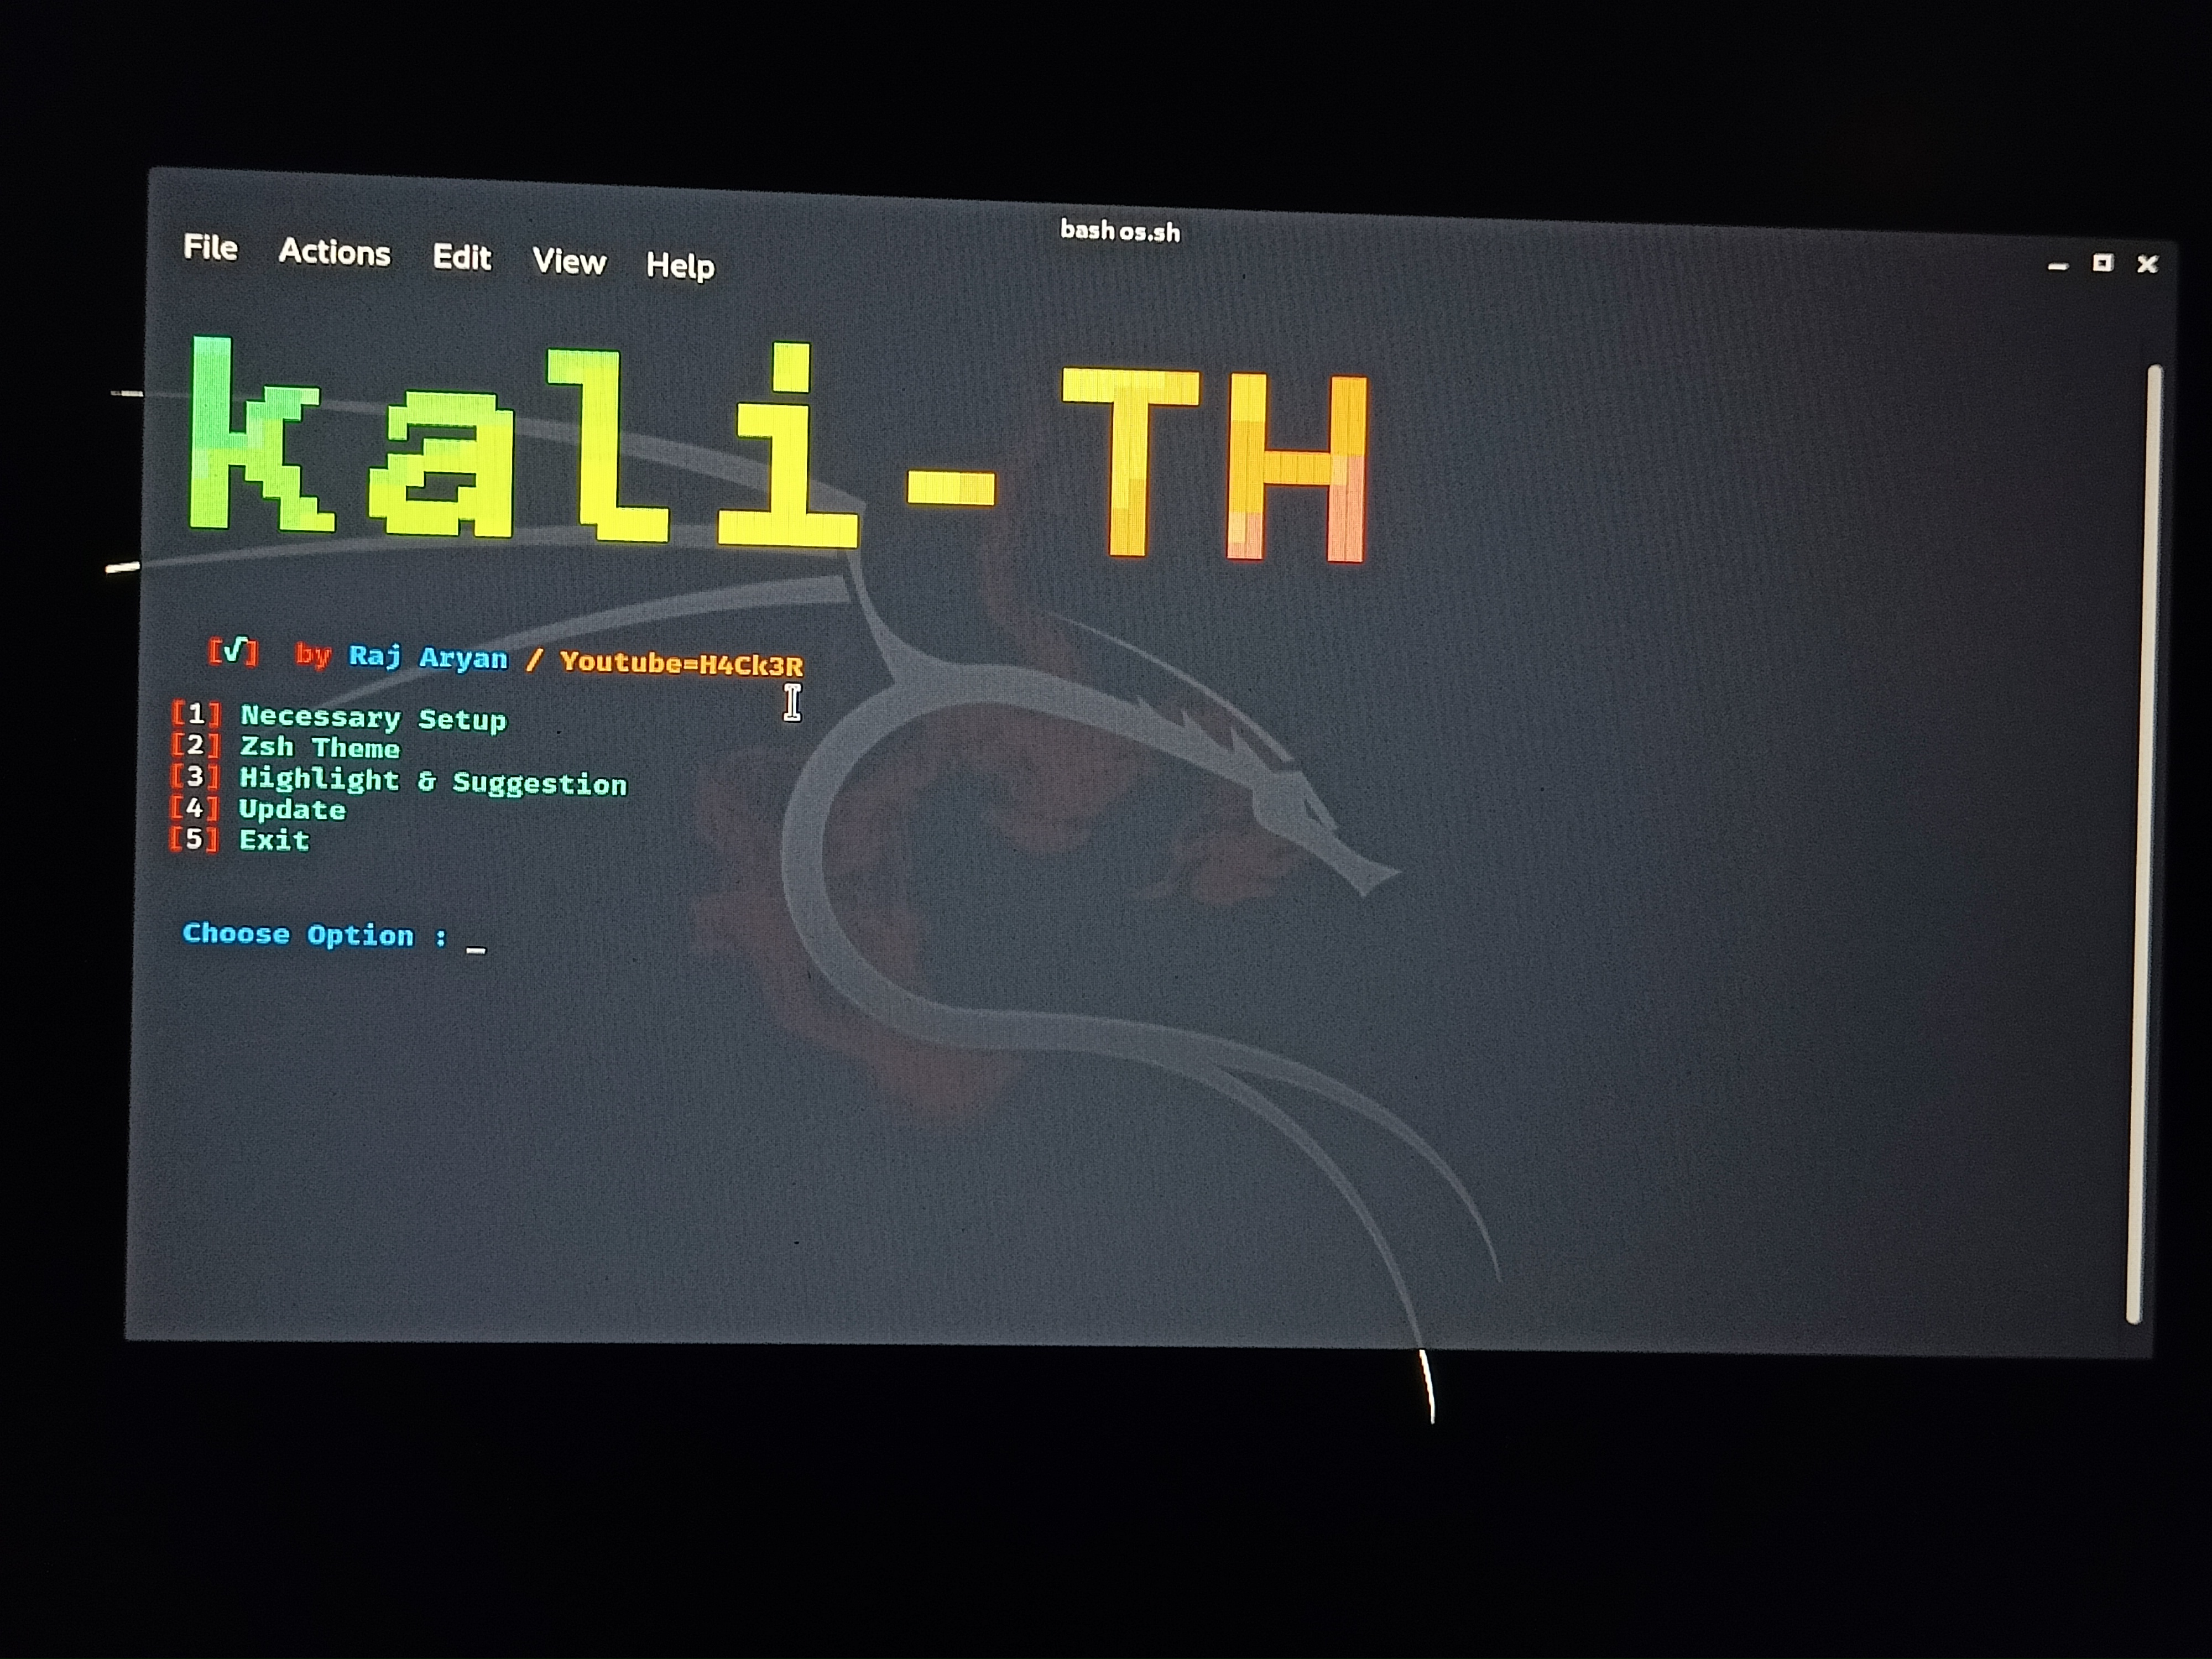 bash os.sh
File Actions Edit View Help
kali-TH
[√] by Raj Aryan / Youtube=H4Ck3R
[1] Necessary Setup
[2] Zsh Theme
[3] Highlight & Suggestion
[4] Update
[5] Exit
Choose Option : _